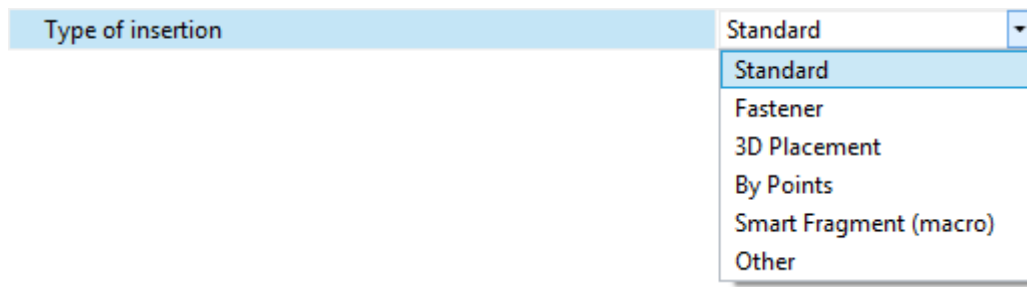 Type of insertion Standard
Standard
Fastener
3D Placement
By Points
Smart Fragment (macro)
Other